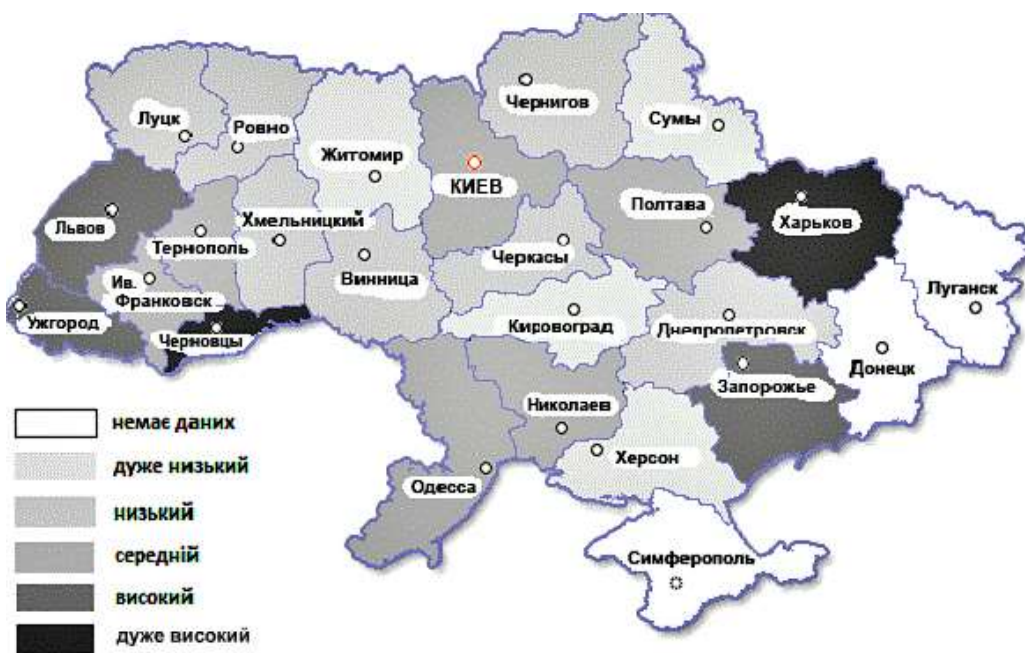 Чернигов
Луцк
Ровно
Сумы
Житомир
КИЕВ
Полтава
Харьков
Львов
Хмельницкий
Тернополь
Черкасы
Винница
Ив.
Франковск
Луганск
Ужгород
Кировоград
Днепропетровск
Черновцы
Донецк
Запорожье
Николаев
немає даних
дуже низький
Херсон
Одесса
низький
середній
Симферополь
високий
дуже високий